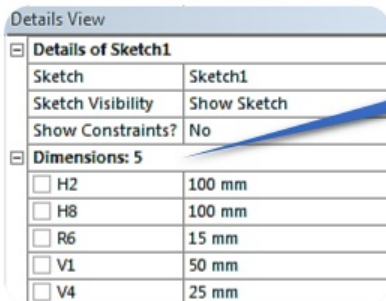 Details View
Details of Sketch1
Sketch Sketch1
Sketch Visibility Show Sketch
Show Constraints? No
Dimensions: 5
H2 100 mm
H8 100 mm
R6 15 mm
V1 50 mm
V4 25 mm